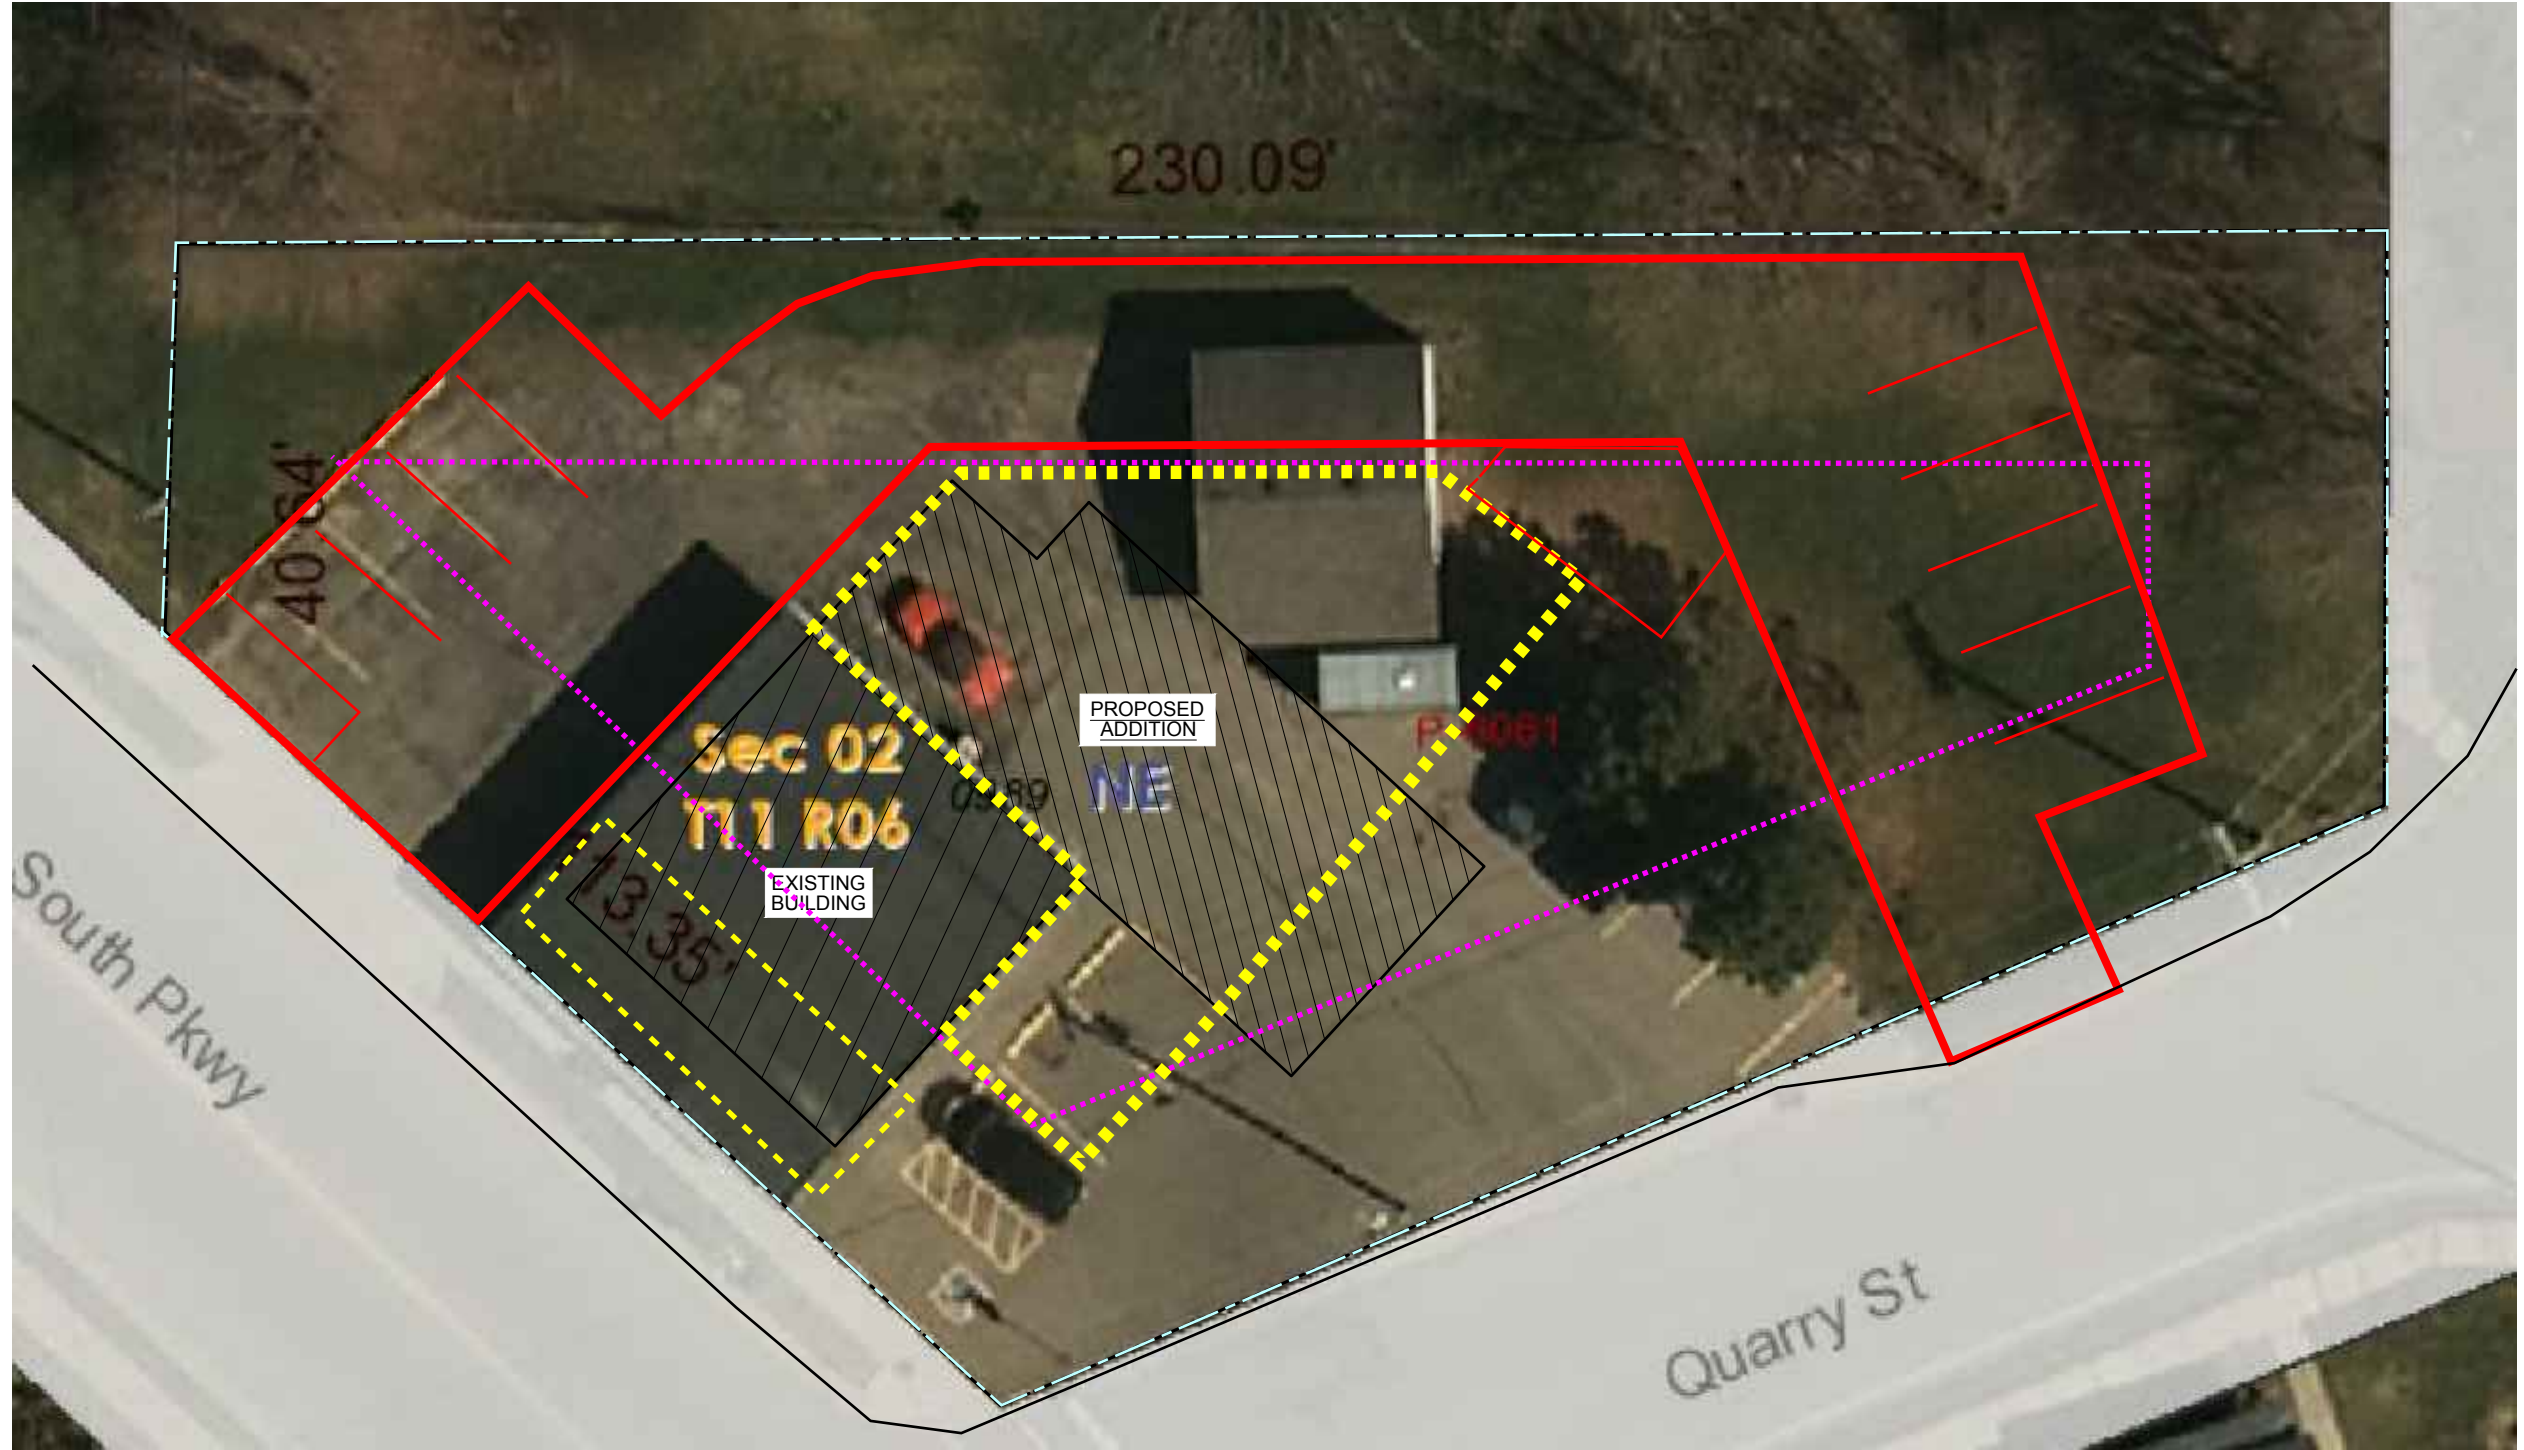 230.09'
40.64'
PROPOSED
ADDITION
Sec 02
T11 R06
NE
EXISTING
BUILDING
13.35'
South Pkwy
Quarry St